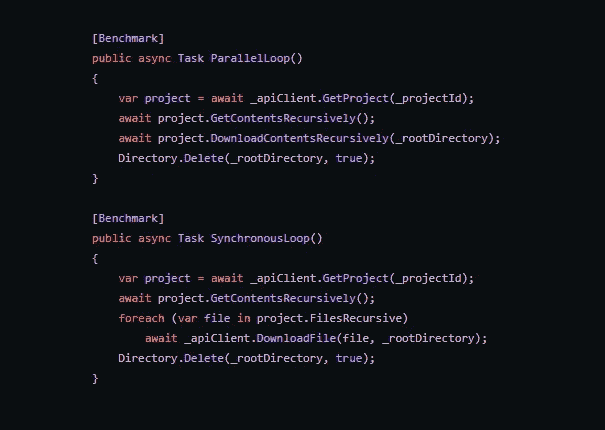 [Benchmark]
public async Task ParallelLoop()
{
    var project = await _apiClient.GetProject(_projectId);
    await project.GetContentsRecursively();
    await project.DownloadContentsRecursively(_rootDirectory);
    Directory.Delete(_rootDirectory, true);
}

[Benchmark]
public async Task SynchronousLoop()
{
    var project = await _apiClient.GetProject(_projectId);
    await project.GetContentsRecursively();
    foreach (var file in project.FilesRecursive)
        await _apiClient.DownloadFile(file, _rootDirectory);
    Directory.Delete(_rootDirectory, true);
}